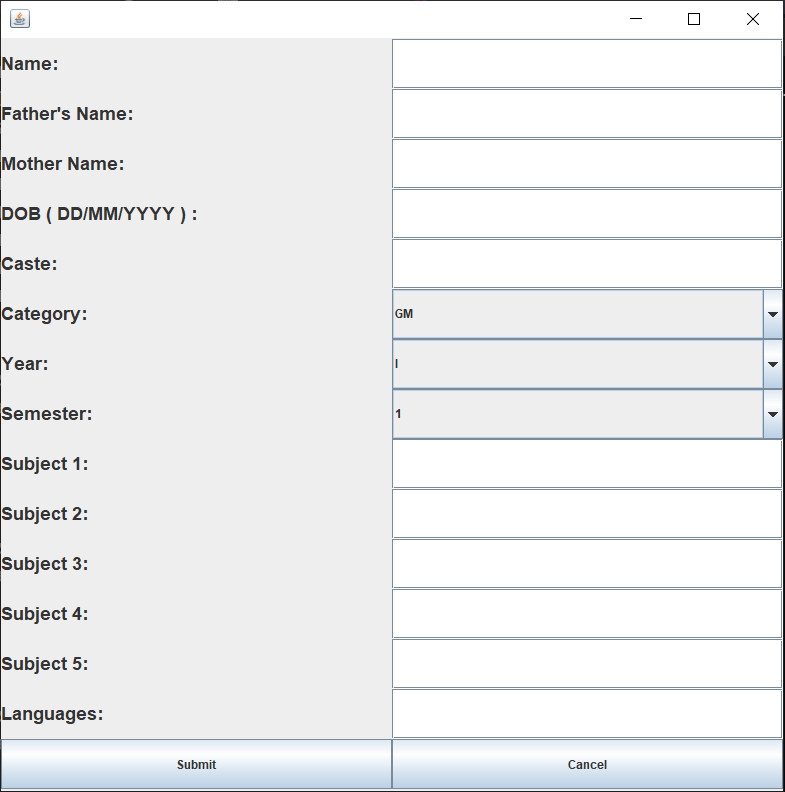 Name:
Father's Name:
Mother Name:
DOB ( DD/MM/YYYY ) :
Caste:
Category:
GM
Year:
I
Semester:
1
Subject 1:
Subject 2:
Subject 3:
Subject 4:
Subject 5:
Languages:
Submit
Cancel